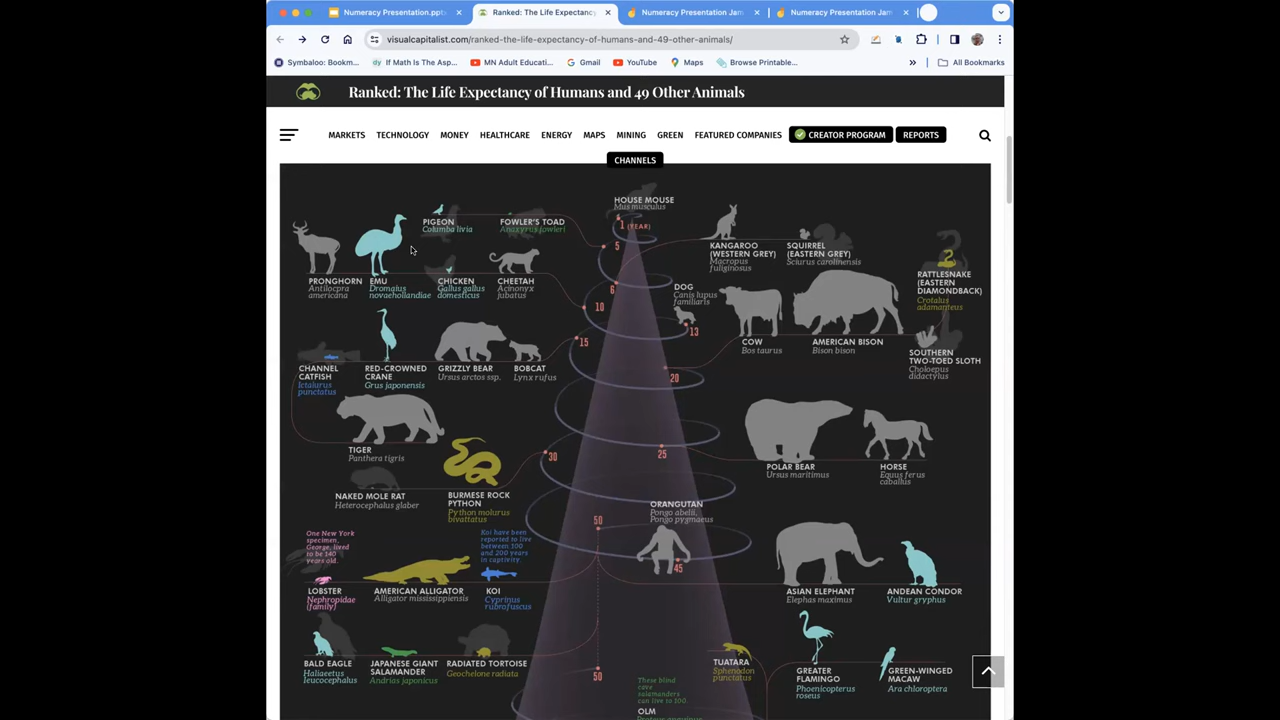 Numeracy Presentation.ppt
Ranked: The Life Expectancy
Numeracy Presentation Jam
Numeracy Presentation Jam
visualcapitalist.com/ranked-the-life-expectancy-of-humans-and-49-other-animals/
Symbaloo: Bookm...
dy If Math Is The Asp...
MN Adult Educati...
Gmail
YouTube
Maps
Browse Printable...
»
All Bookmarks
Ranked: The Life Expectancy of Humans and 49 Other Animals
MARKETS
TECHNOLOGY
MONEY
HEALTHCARE
ENERGY
MAPS
MINING
GREEN
FEATURED COMPANIES
CREATOR PROGRAM
REPORTS
CHANNELS
HOUSE MOUSE
Mus musculus
1 (YEAR)
PIGEON
Columba livia
FOWLER'S TOAD
Anaxyrus fowleri
5
KANGAROO
(WESTERN GREY)
Macropus
fuliginosus
SQUIRREL
(EASTERN GREY)
Sciurus carolinensis
PRONGHORN
Antilocpra
americana
EMU
Dromaius
novaehollandiae
CHICKEN
Gallus gallus
domesticus
CHEETAH
Acinonyx
jubatus
6
DOG
Canis lupus
familiaris
RATTLESNAKE
(EASTERN
DIAMONDBACK)
Crotalus
adamanteus
10
13
15
COW
Bos taurus
AMERICAN BISON
Bison bison
SOUTHERN
TWO-TOED SLOTH
Choloepus
didactylus
CHANNEL
CATFISH
Ictalurus
punctatus
RED-CROWNED
CRANE
Grus japonensis
GRIZZLY BEAR
Ursus arctos ssp.
BOBCAT
Lynx rufus
20
TIGER
Panthera tigris
30
25
POLAR BEAR
Ursus maritimus
HORSE
Equus ferus
caballus
NAKED MOLE RAT
Heterocephalus glaber
BURMESE ROCK
PYTHON
Python molurus
bivattatus
ORANGUTAN
Pongo abelii,
Pongo pygmaeus
50
45
One New York
specimen,
George, lived
to be 140
years old.
Koi have been
reported to live
between 100
and 200 years
in captivity.
LOBSTER
Nephropidae
(family)
AMERICAN ALLIGATOR
Alligator mississippiensis
KOI
Cyprinus
rubrofuscus
ASIAN ELEPHANT
Elephas maximus
ANDEAN CONDOR
Vultur gryphus
BALD EAGLE
Haliaeetus
leucocephalus
JAPANESE GIANT
SALAMANDER
Andrias japonicus
RADIATED TORTOISE
Geochelone radiata
50
TUATARA
Sphenodon
punctatus
GREATER
FLAMINGO
Phoenicopterus
roseus
GREEN-WINGED
MACAW
Ara chloroptera
These blind
cave
salamanders
can live to 100.
OLM